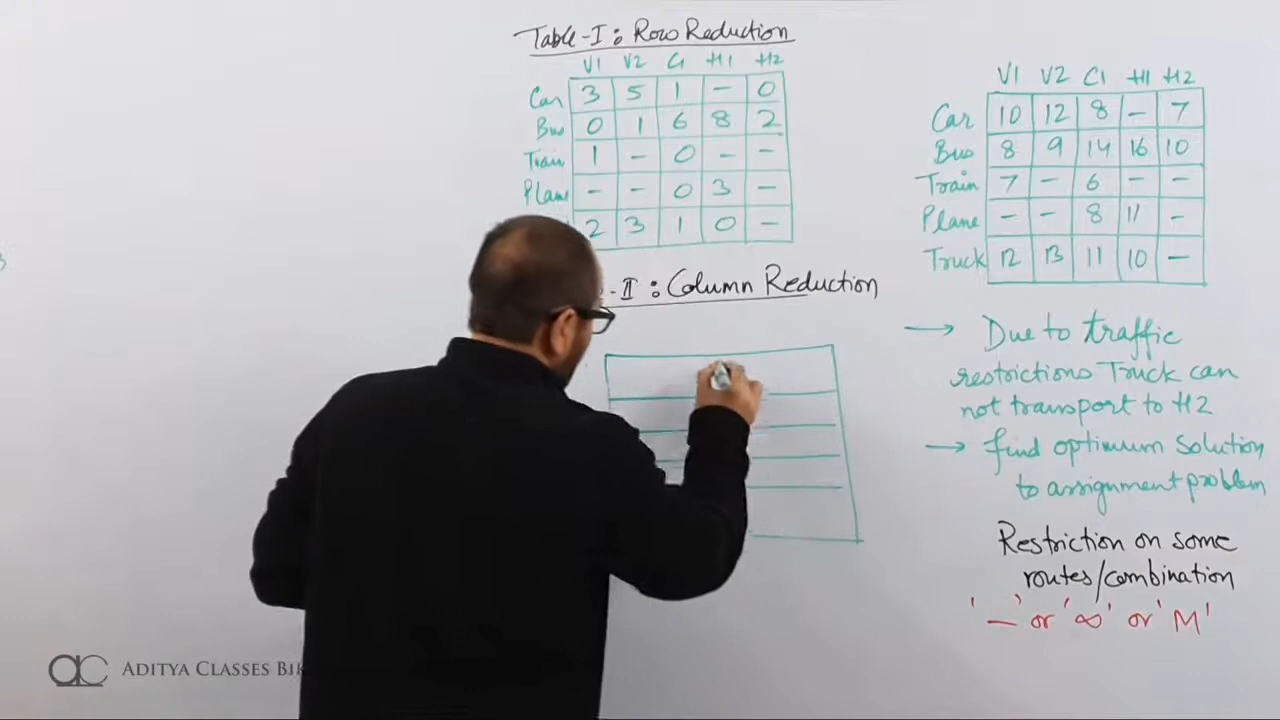 Table-I : Row Reduction
V1 V2 C1 H1 H2
Car 3 5 1 - 0
Bus 0 1 6 8 2
Train 1 - 0 - -
Plane - - 0 3 -
2 3 1 0 -
-II : Column Reduction
V1 V2 C1 H1 H2
Car 10 12 8 - 7
Bus 8 9 14 16 10
Train 7 - 6 - -
Plane - - 8 11 -
Truck 12 13 11 10 -
→ Due to traffic
restrictions Truck can
not transport to H2
→ find optimum solution
to assignment problem
Restriction on some
routes/combination
'-' or '∞' or 'M'
ac ADITYA CLASSES